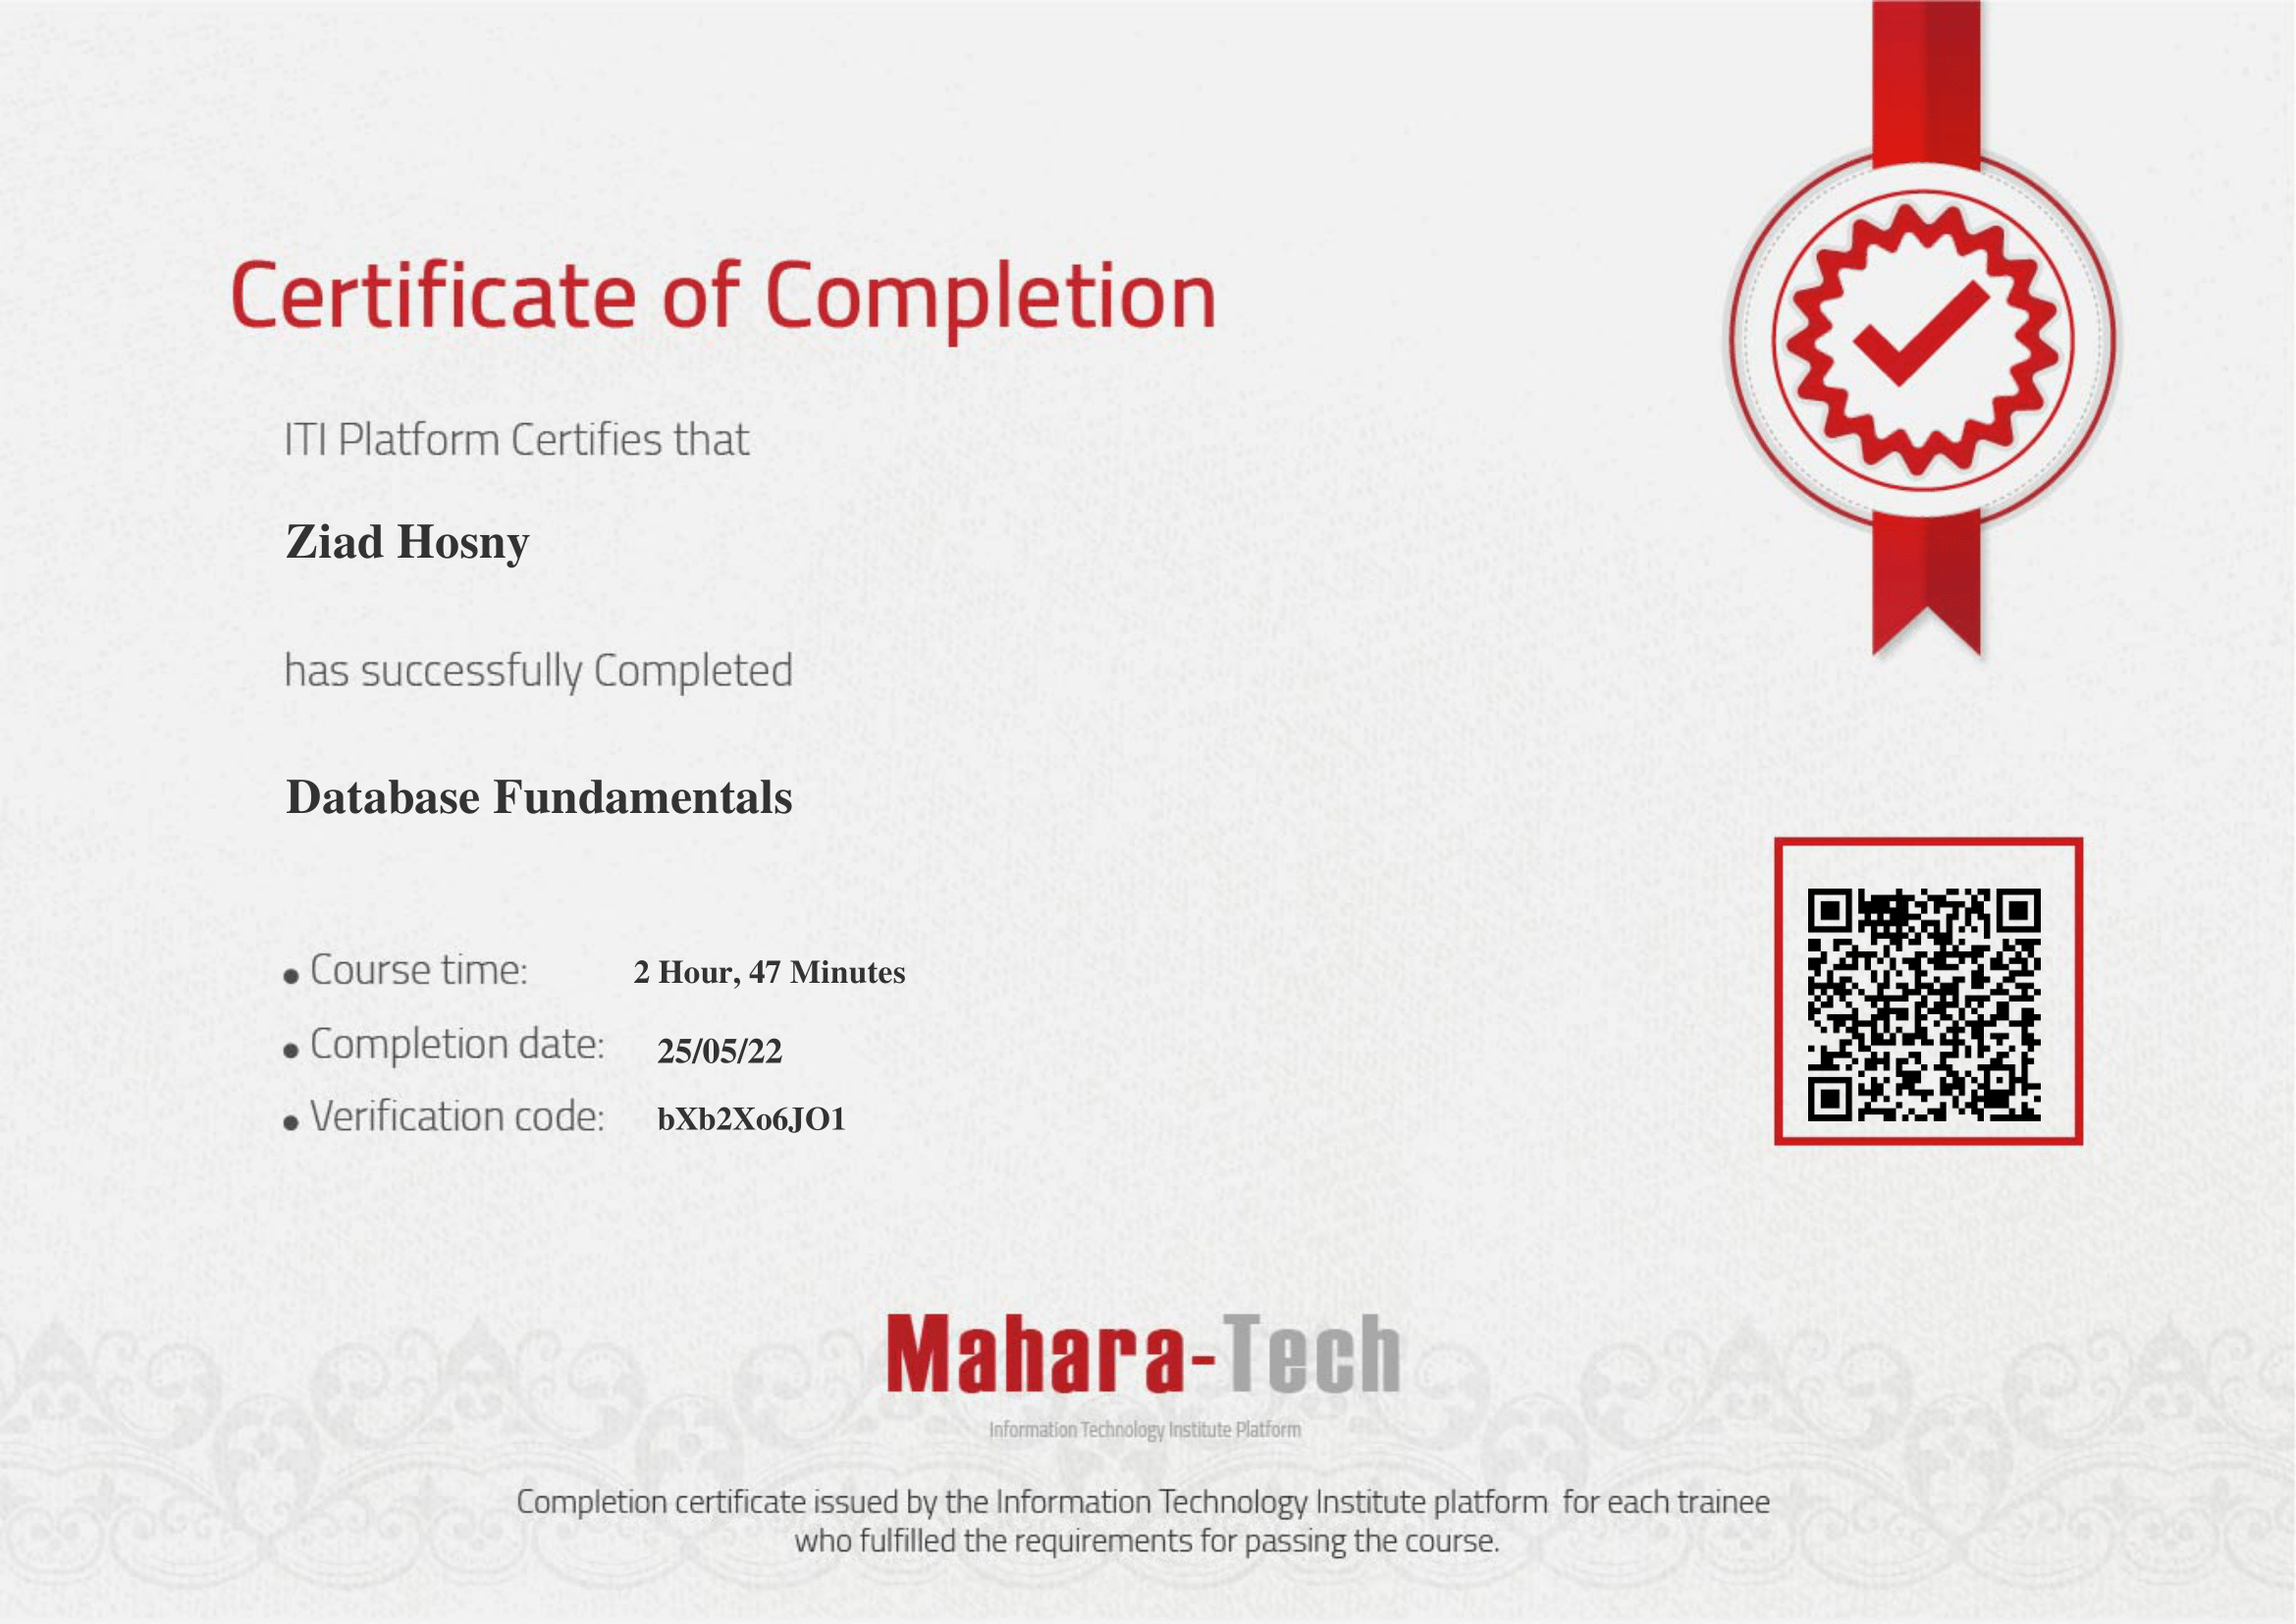 Certificate of Completion
ITI Platform Certifies that
Ziad Hosny
has successfully Completed
Database Fundamentals
• Course time: 2 Hour, 47 Minutes
• Completion date: 25/05/22
• Verification code: bXb2Xo6JO1
Mahara-Tech
Information Technology Institute Platform
Completion certificate issued by the Information Technology Institute platform for each trainee
who fulfilled the requirements for passing the course.